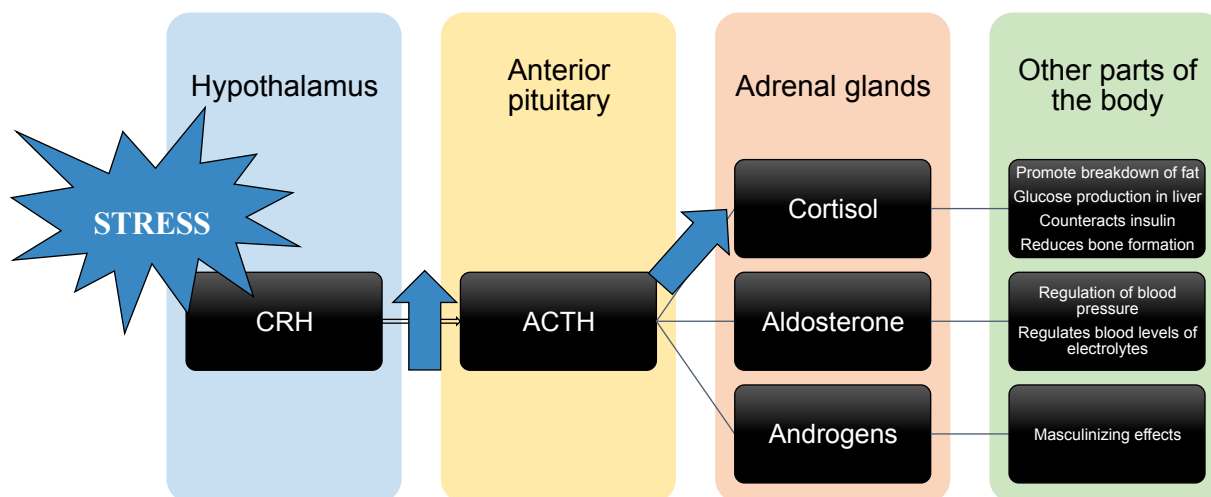 Hypothalamus
Anterior
pituitary
Adrenal glands
Other parts of
the body
STRESS
CRH
ACTH
Cortisol
Promote breakdown of fat
Glucose production in liver
Counteracts insulin
Reduces bone formation
Aldosterone
Regulation of blood
pressure
Regulates blood levels of
electrolytes
Androgens
Masculinizing effects